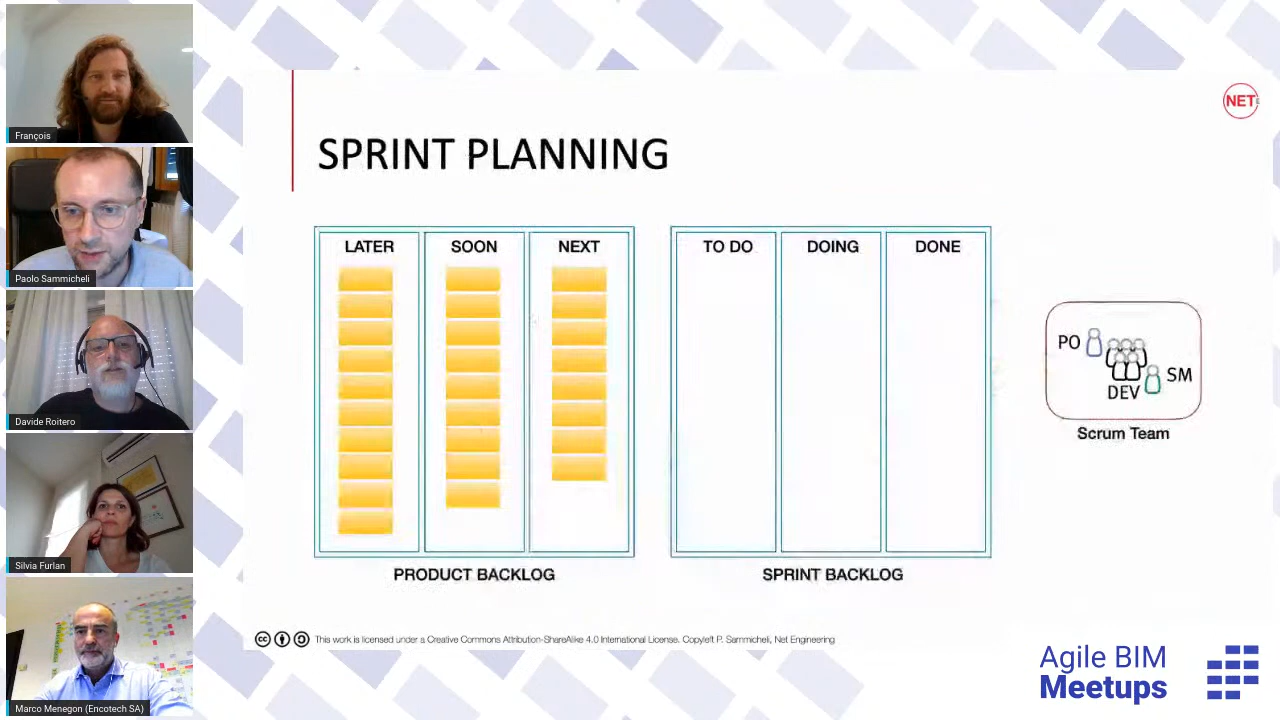 François
Paolo Sammicheli
Davide Roitero
Silvia Furlan
Marco Menegon (Encotech SA)
NET
SPRINT PLANNING
LATER SOON NEXT
TO DO DOING DONE
PO
DEV
SM
Scrum Team
PRODUCT BACKLOG
SPRINT BACKLOG
This work is licensed under a Creative Commons Attribution-ShareAlike 4.0 International License. Copyleft P. Sammicheli, Net Engineering
Agile BIM
Meetups